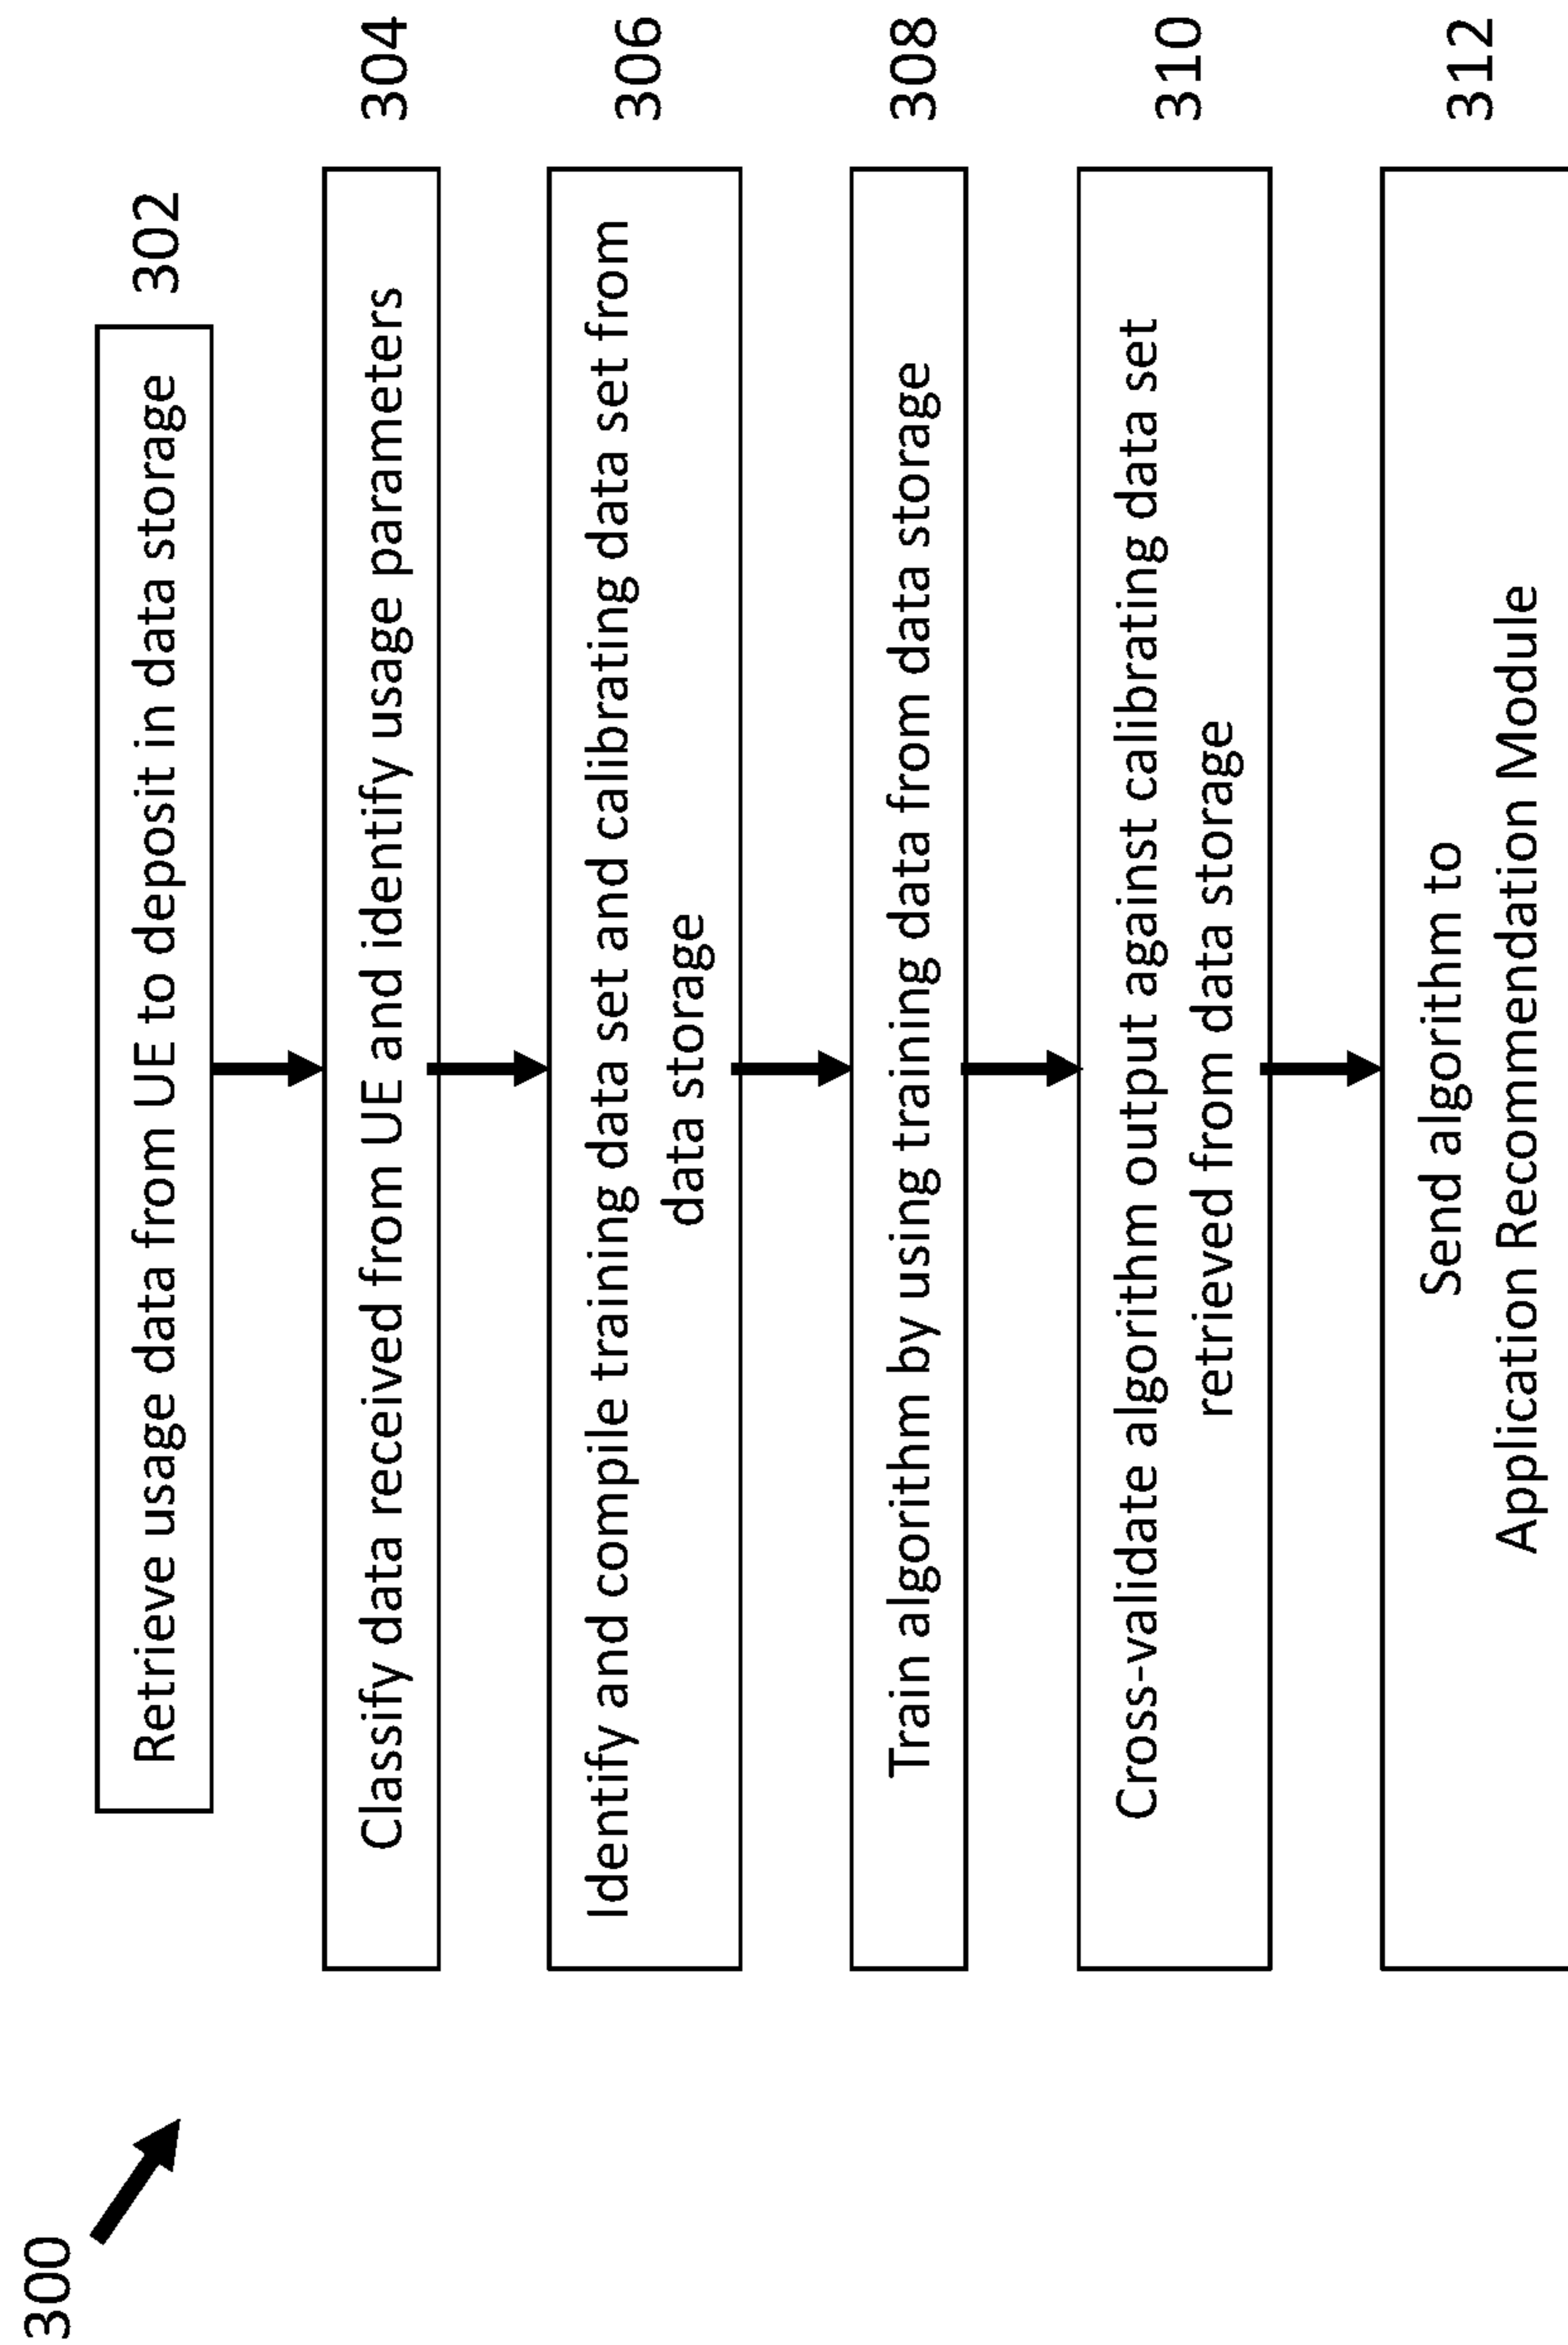 300
Retrieve usage data from UE to deposit in data storage
302
Classify data received from UE and identify usage parameters
304
Identify and compile training data set and calibrating data set from
data storage
306
Train algorithm by using training data from data storage
308
Cross-validate algorithm output against calibrating data set
retrieved from data storage
310
Send algorithm to
Application Recommendation Module
312